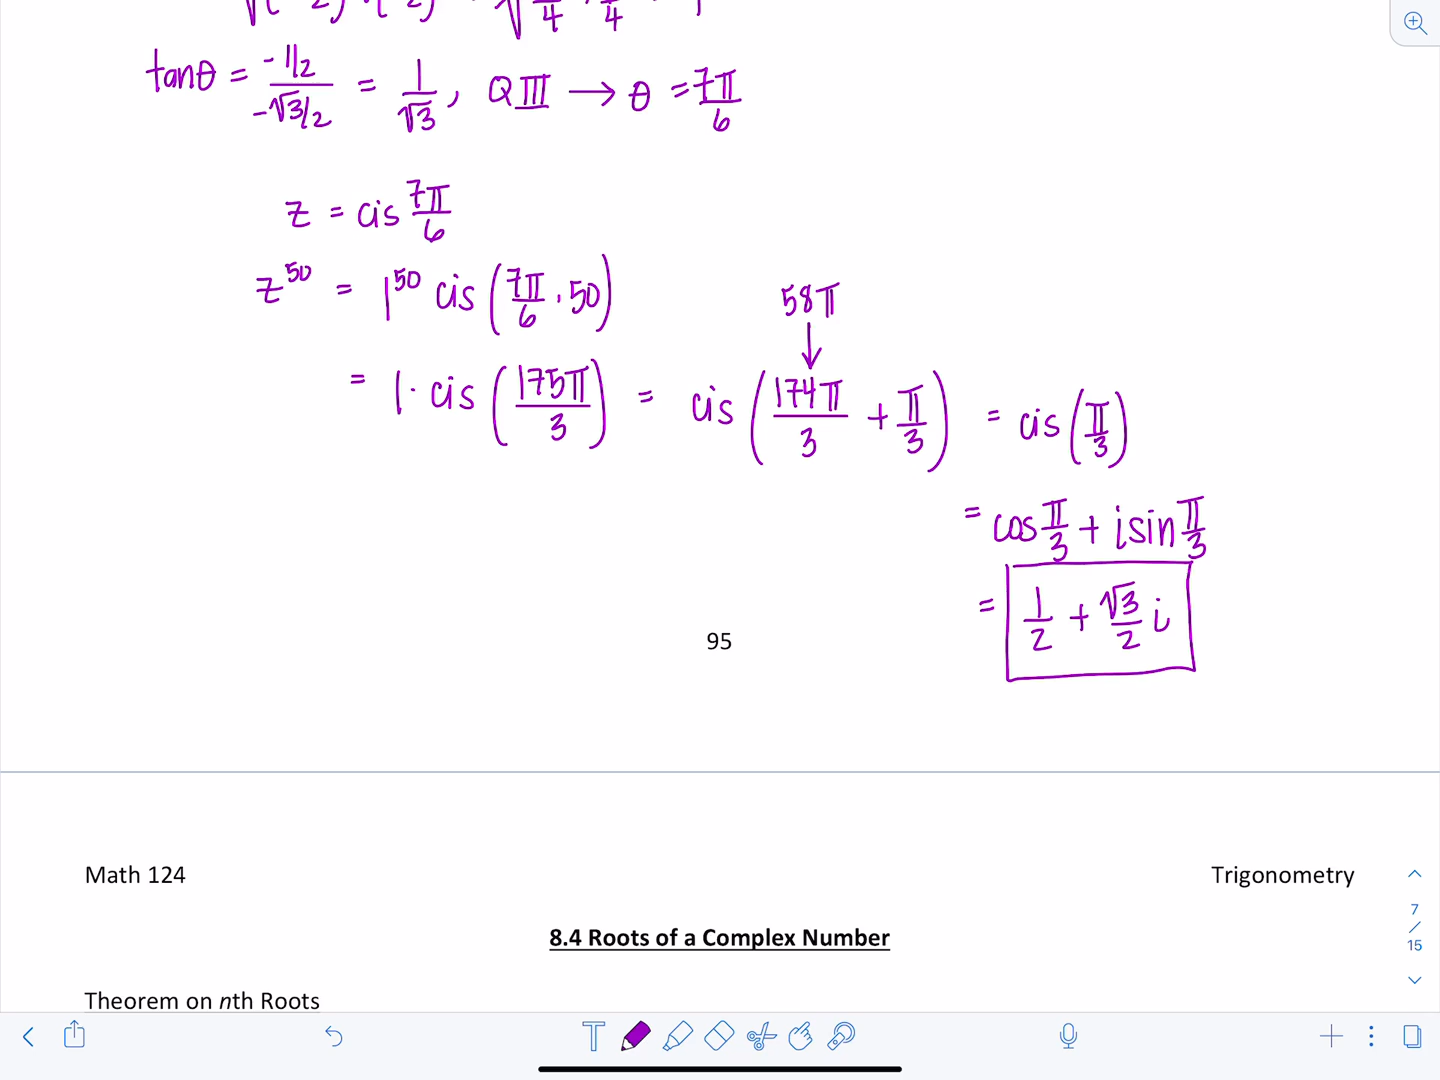 tanθ = -1/2 / -√3/2 = 1/√3, QIII → θ = 7π/6
z = cis 7π/6
z^50 = 1^50 cis(7π/6 · 50)
58π
↓
= 1 · cis(175π/3) = cis(174π/3 + π/3) = cis(π/3)
= cos π/3 + i sin π/3
= 1/2 + √3/2 i
95
Math 124
Trigonometry
8.4 Roots of a Complex Number
Theorem on nth Roots
7
/
15
T